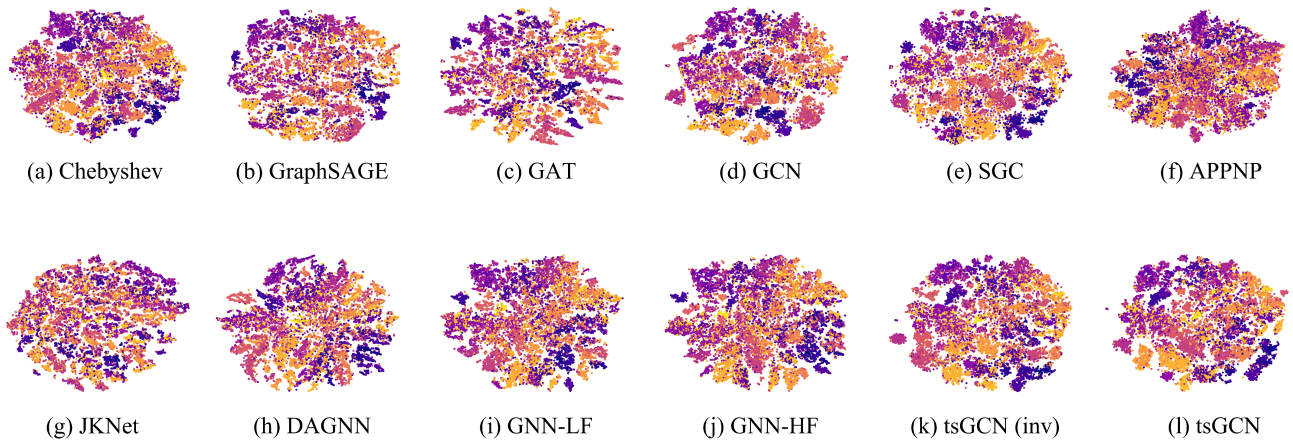 (a) Chebyshev
(b) GraphSAGE
(c) GAT
(d) GCN
(e) SGC
(f) APPNP
(g) JKNet
(h) DAGNN
(i) GNN-LF
(j) GNN-HF
(k) tsGCN (inv)
(l) tsGCN